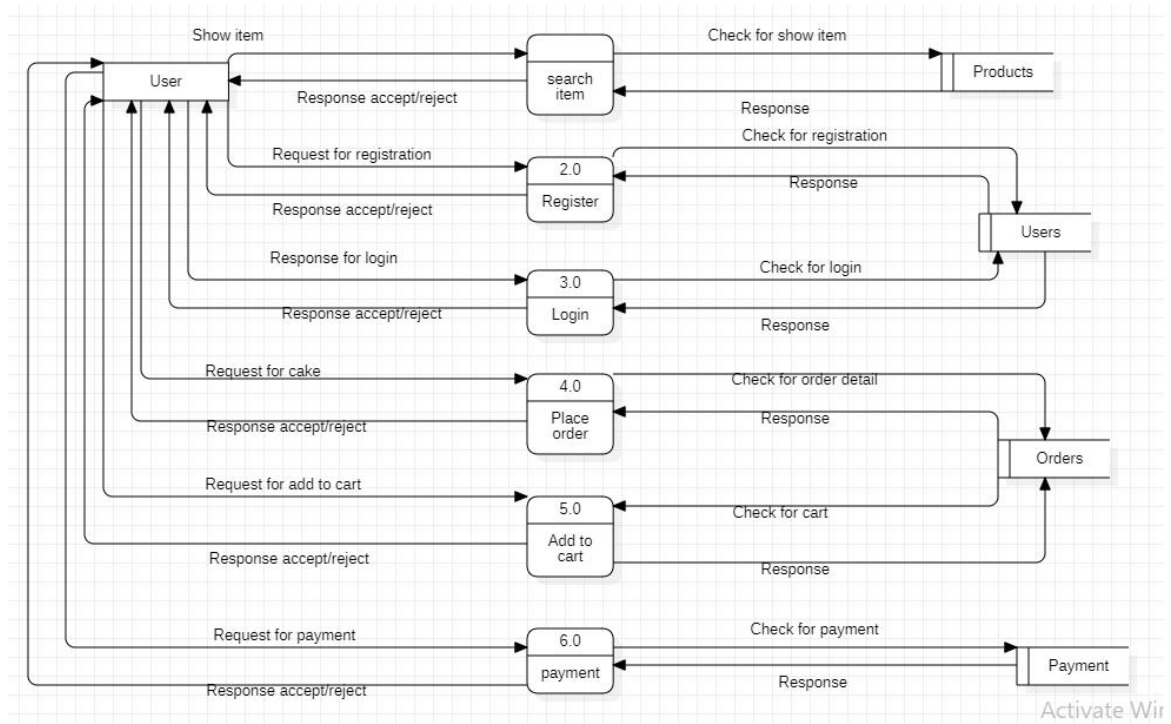 Show item
Check for show item
User
search
item
Products
Response accept/reject
Response
Check for registration
Request for registration
2.0
Register
Response
Response accept/reject
Users
Response for login
Check for login
3.0
Login
Response accept/reject
Response
Request for cake
4.0
Place
order
Check for order detail
Response accept/reject
Response
Orders
Request for add to cart
5.0
Add to
cart
Check for cart
Response accept/reject
Response
Request for payment
6.0
payment
Check for payment
Payment
Response accept/reject
Response
Activate Win